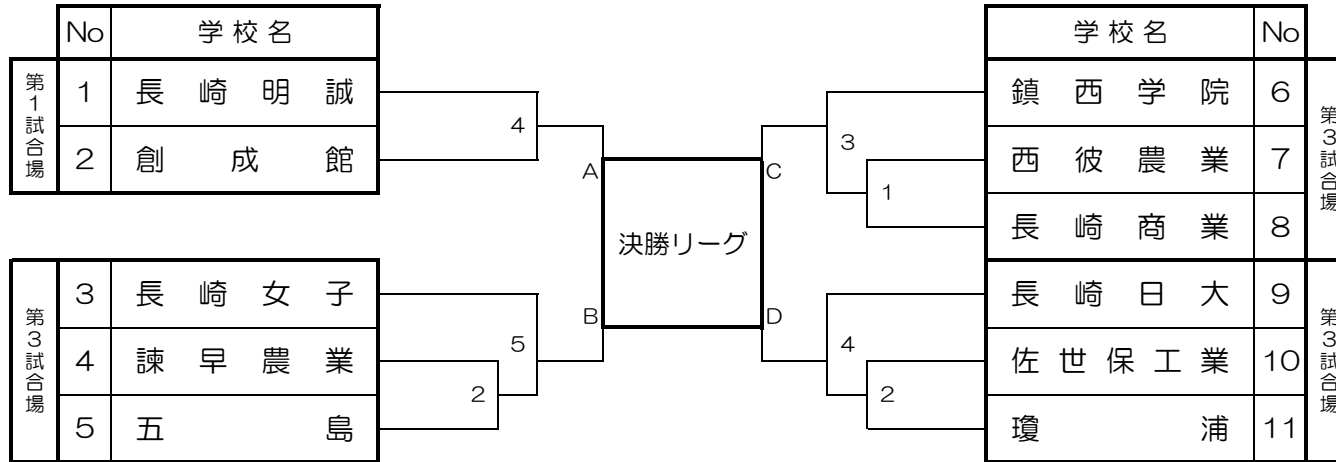 No 学校名
第1試合場
1 長崎明誠
2 創成館
4
第3試合場
3 長崎女子
4 諫早農業
5 五島
5
2
A
B
決勝リーグ
C
D
学校名 No
鎮西学院 6
西彼農業 7
長崎商業 8
第3試合場
3
1
長崎日大 9
佐世保工業 10
瓊浦 11
第3試合場
4
2